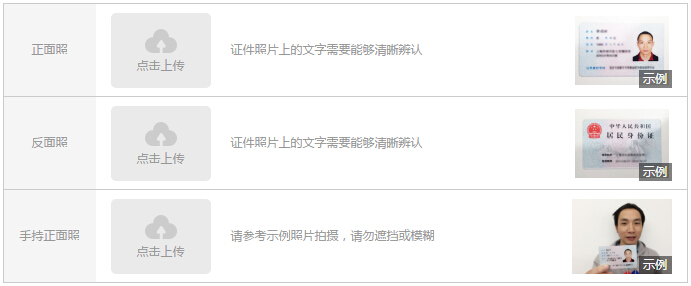 正面照
点击上传
证件照片上的文字需要能够清晰辨认
示例
反面照
点击上传
证件照片上的文字需要能够清晰辨认
中华人民共和国
居民身份证
示例
手持正面照
点击上传
请参考示例照片拍摄，请勿遮挡或模糊
示例